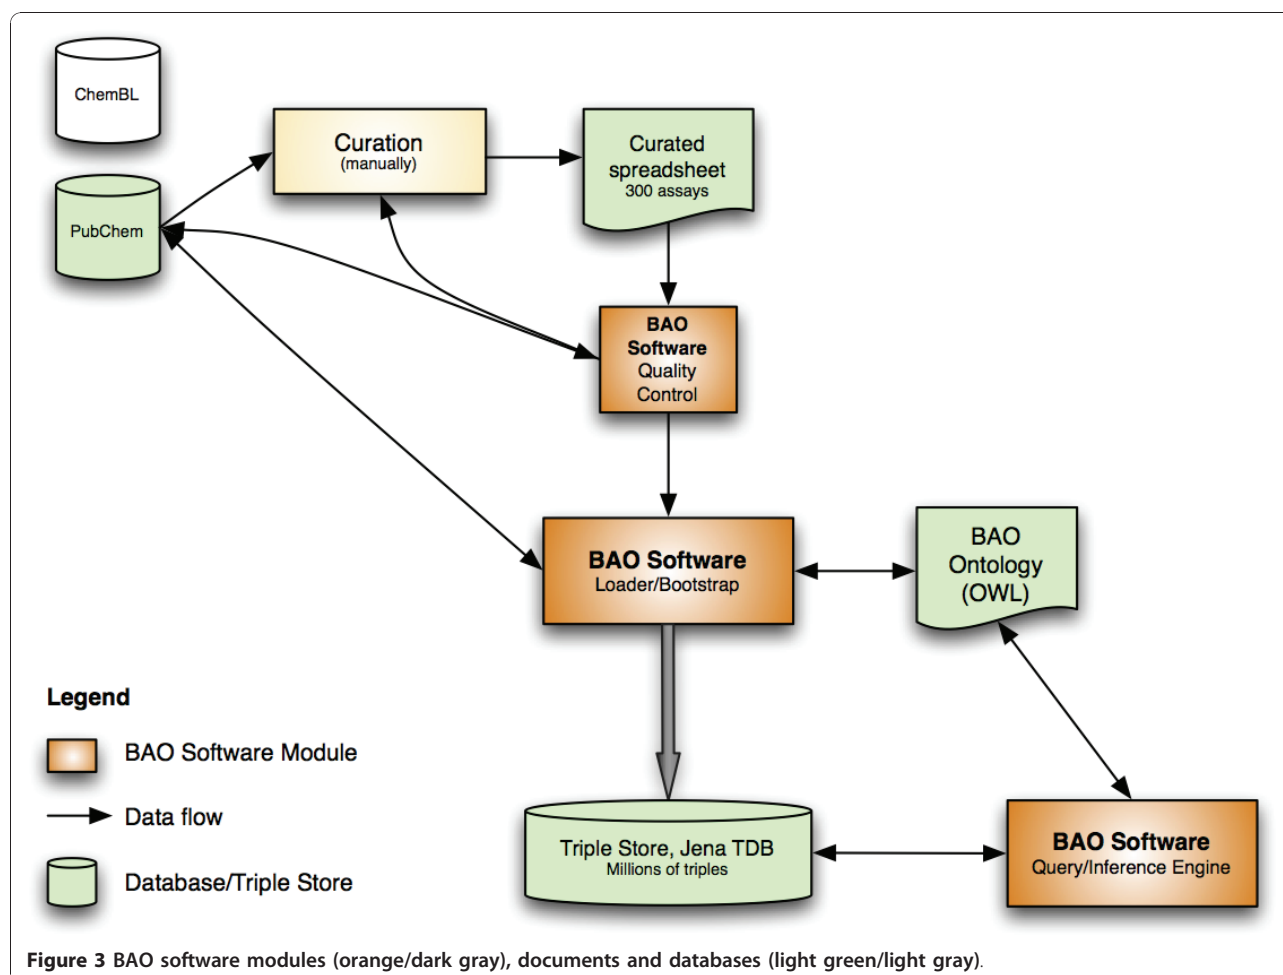 ChemBL
PubChem
Curation
(manually)
Curated
spreadsheet
300 assays
BAO
Software
Quality
Control
BAO Software
Loader/Bootstrap
BAO
Ontology
(OWL)
Legend
BAO Software Module
Data flow
Database/Triple Store
Triple Store, Jena TDB
Millions of triples
BAO Software
Query/Inference Engine
Figure 3 BAO software modules (orange/dark gray), documents and databases (light green/light gray).